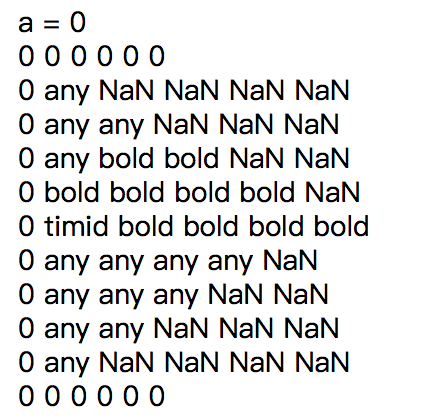 a = 0
0 0 0 0 0 0
0 any NaN NaN NaN NaN
0 any any NaN NaN NaN
0 any bold bold NaN NaN
0 bold bold bold bold NaN
0 timid bold bold bold bold
0 any any any any NaN
0 any any any NaN NaN
0 any any NaN NaN NaN
0 any NaN NaN NaN NaN
0 0 0 0 0 0